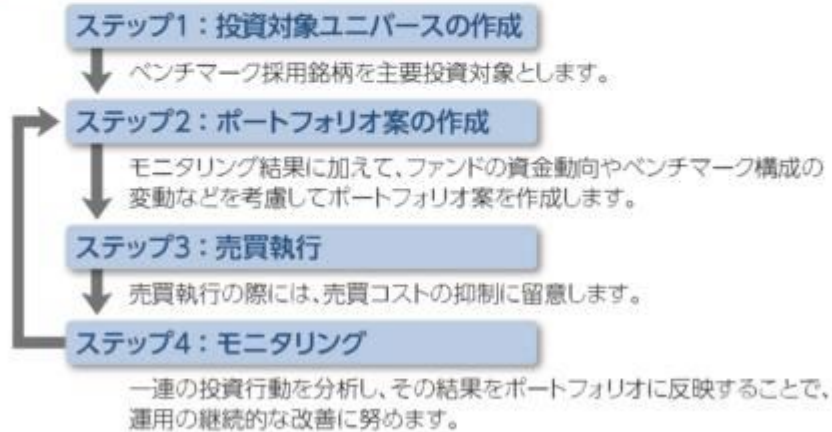 ステップ1：投資対象ユニバースの作成
ベンチマーク採用銘柄を主要投資対象とします。
ステップ2：ポートフォリオ案の作成
モニタリング結果に加えて、ファンドの資金動向やベンチマーク構成の
変動などを考慮してポートフォリオ案を作成します。
ステップ3：売買執行
売買執行の際には、売買コストの抑制に留意します。
ステップ4：モニタリング
一連の投資行動を分析し、その結果をポートフォリオに反映することで、
運用の継続的な改善に努めます。